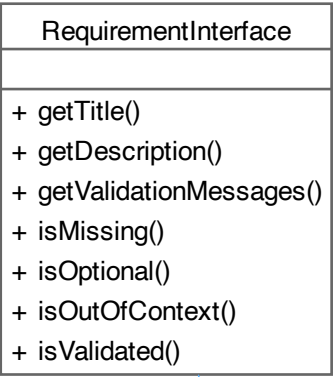 RequirementInterface
+ getTitle()
+ getDescription()
+ getValidationMessages()
+ isMissing()
+ isOptional()
+ isOutOfContext()
+ isValidated()